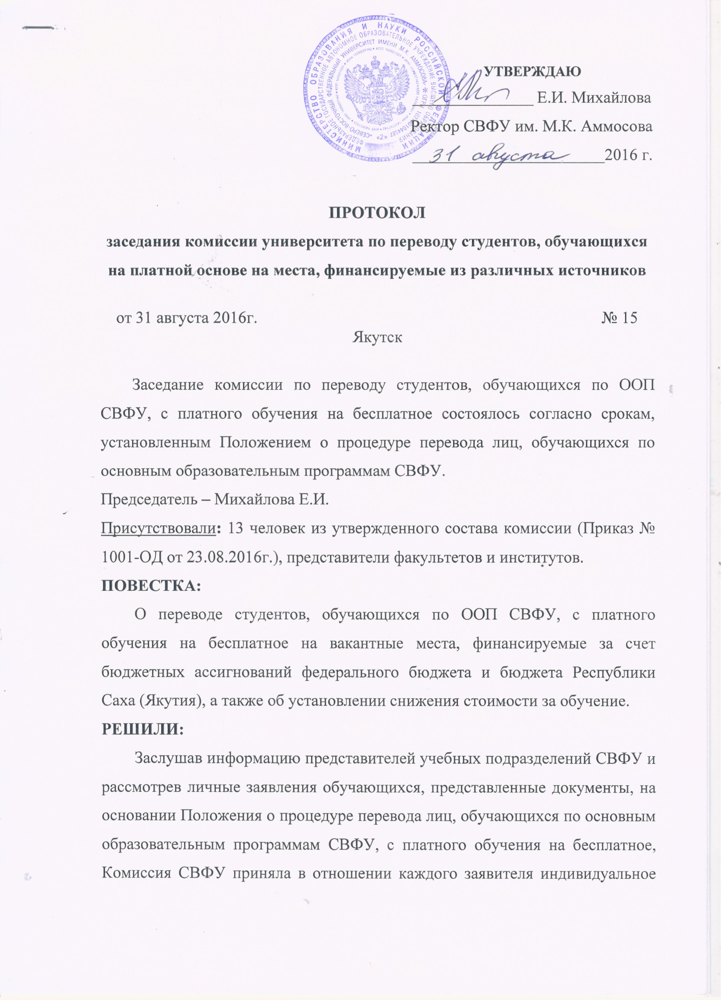 МИНИСТЕРСТВО ОБРАЗОВАНИЯ И НАУКИ РОССИЙСКОЙ ФЕДЕРАЦИИ
ФЕДЕРАЛЬНОЕ ГОСУДАРСТВЕННОЕ АВТОНОМНОЕ ОБРАЗОВАТЕЛЬНОЕ УЧРЕЖДЕНИЕ ВЫСШЕГО ОБРАЗОВАНИЯ
«СЕВЕРО-ВОСТОЧНЫЙ ФЕДЕРАЛЬНЫЙ УНИВЕРСИТЕТ ИМЕНИ М.К. АММОСОВА»
«2»
УТВЕРЖДАЮ
Е.И. Михайлова
Ректор СВФУ им. М.К. Аммосова
31 августа 2016 г.
ПРОТОКОЛ
заседания комиссии университета по переводу студентов, обучающихся
на платной основе на места, финансируемые из различных источников
от 31 августа 2016г. № 15
Якутск
Заседание комиссии по переводу студентов, обучающихся по ООП
СВФУ, с платного обучения на бесплатное состоялось согласно срокам,
установленным Положением о процедуре перевода лиц, обучающихся по
основным образовательным программам СВФУ.
Председатель – Михайлова Е.И.
Присутствовали: 13 человек из утвержденного состава комиссии (Приказ №
1001-ОД от 23.08.2016г.), представители факультетов и институтов.
ПОВЕСТКА:
О переводе студентов, обучающихся по ООП СВФУ, с платного
обучения на бесплатное на вакантные места, финансируемые за счет
бюджетных ассигнований федерального бюджета и бюджета Республики
Саха (Якутия), а также об установлении снижения стоимости за обучение.
РЕШИЛИ:
Заслушав информацию представителей учебных подразделений СВФУ и
рассмотрев личные заявления обучающихся, представленные документы, на
основании Положения о процедуре перевода лиц, обучающихся по основным
образовательным программам СВФУ, с платного обучения на бесплатное,
Комиссия СВФУ приняла в отношении каждого заявителя индивидуальное